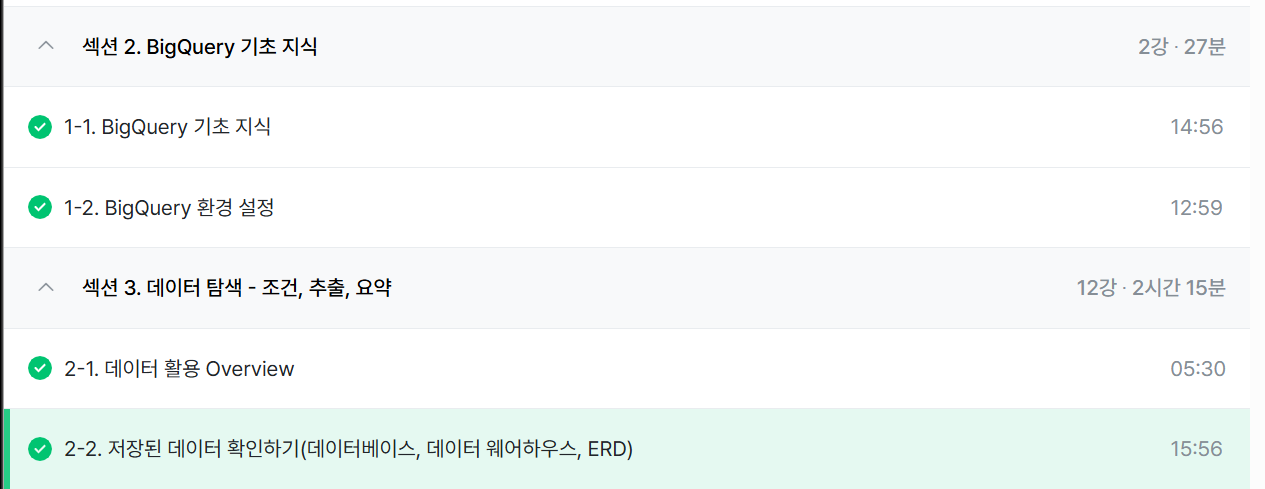 섹션 2. BigQuery 기초 지식 2강 · 27분
1-1. BigQuery 기초 지식 14:56
1-2. BigQuery 환경 설정 12:59
섹션 3. 데이터 탐색 - 조건, 추출, 요약 12강 · 2시간 15분
2-1. 데이터 활용 Overview 05:30
2-2. 저장된 데이터 확인하기(데이터베이스, 데이터 웨어하우스, ERD) 15:56